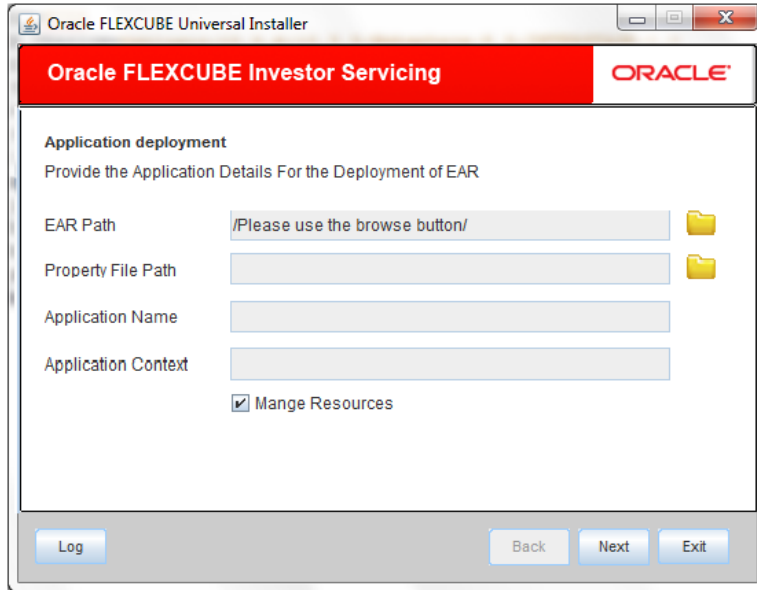 Oracle FLEXCUBE Universal Installer
Oracle FLEXCUBE Investor Servicing
ORACLE
Application deployment
Provide the Application Details For the Deployment of EAR
EAR Path
/Please use the browse button/
Property File Path
Application Name
Application Context
Mange Resources
Log
Back
Next
Exit